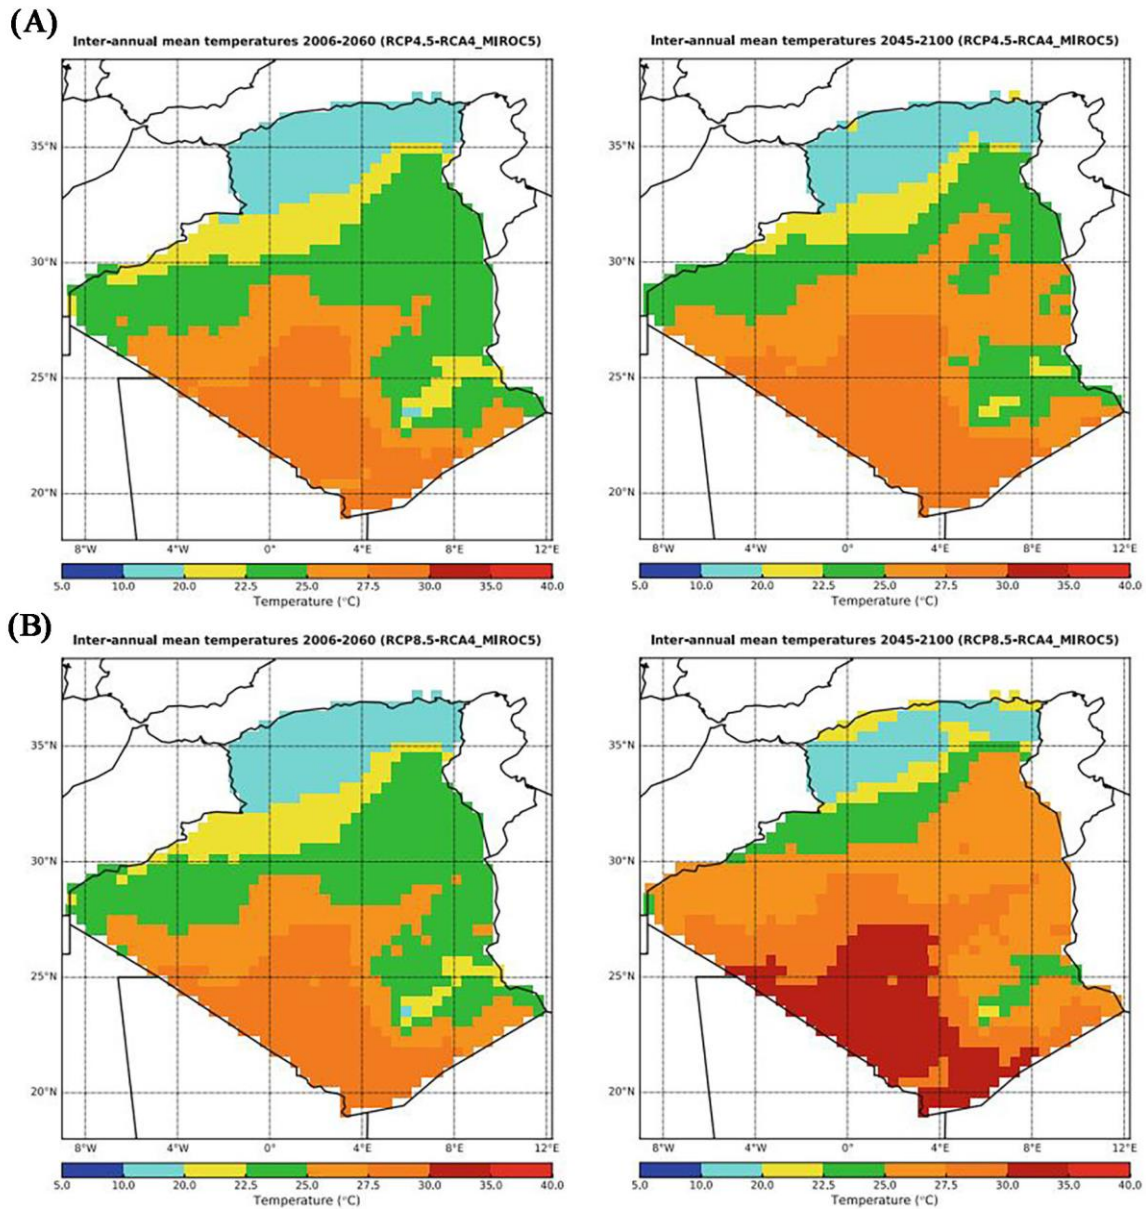 (A)
Inter-annual mean temperatures 2006-2060 (RCP4.5-RCA4_MIROC5)
35°N
30°N
25°N
20°N
8°W 4°W 0° 4°E 8°E 12°E
5.0 10.0 20.0 22.5 25.0 27.5 30.0 35.0 40.0
Temperature (°C)
Inter-annual mean temperatures 2045-2100 (RCP4.5-RCA4_MIROC5)
35°N
30°N
25°N
20°N
8°W 4°W 0° 4°E 8°E 12°E
5.0 10.0 20.0 22.5 25.0 27.5 30.0 35.0 40.0
Temperature (°C)
(B)
Inter-annual mean temperatures 2006-2060 (RCP8.5-RCA4_MIROC5)
35°N
30°N
25°N
20°N
8°W 4°W 0° 4°E 8°E 12°E
5.0 10.0 20.0 22.5 25.0 27.5 30.0 35.0 40.0
Temperature (°C)
Inter-annual mean temperatures 2045-2100 (RCP8.5-RCA4_MIROC5)
35°N
30°N
25°N
20°N
8°W 4°W 0° 4°E 8°E 12°E
5.0 10.0 20.0 22.5 25.0 27.5 30.0 35.0 40.0
Temperature (°C)